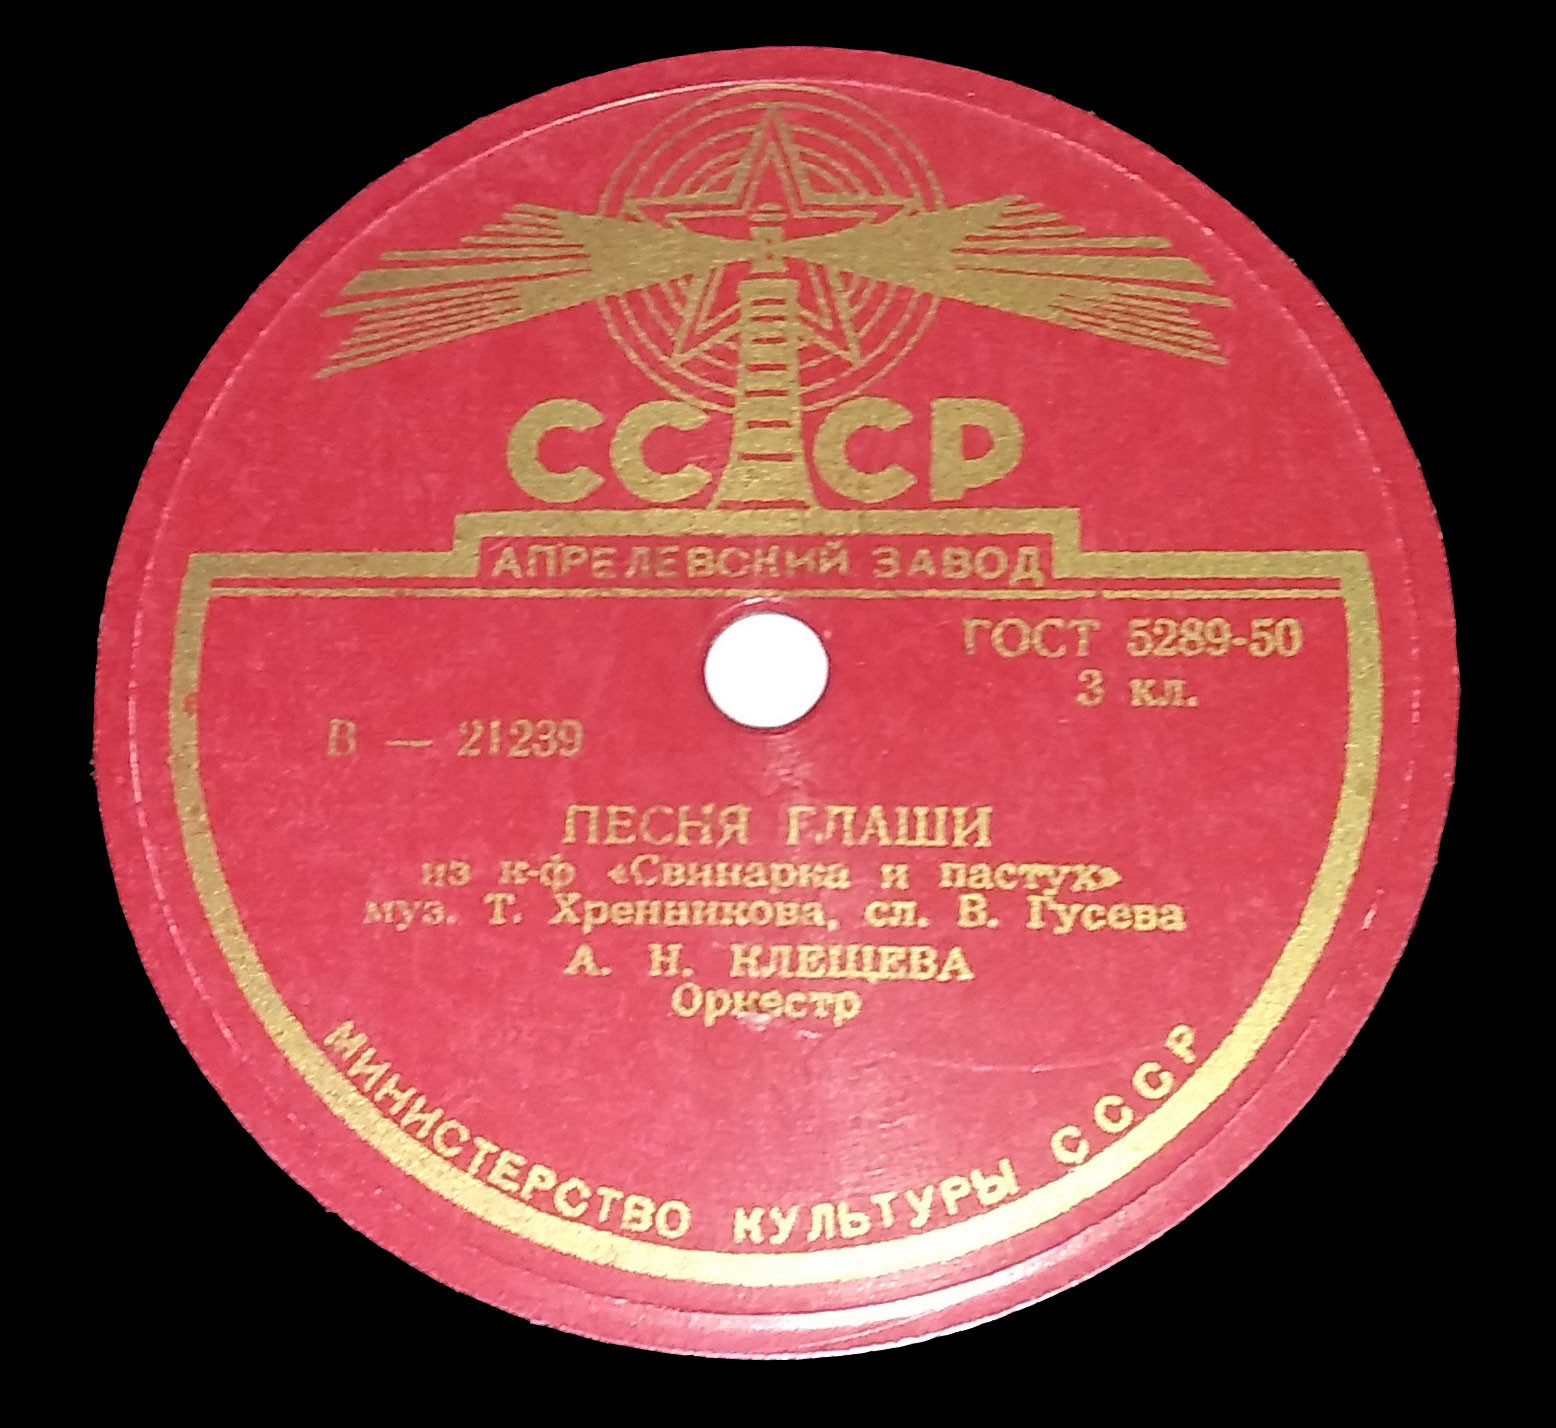 СССР
АПРЕЛЕВСКИЙ ЗАВОД
ГОСТ 5289-50
3 кл.
В — 21239
ПЕСНЯ ГЛАШИ
из к-ф «Свинарка и пастух»
муз. Т. Хренникова, сл. В. Гусева
А. Н. КЛЕЩЕВА
Оркестр
МИНИСТЕРСТВО КУЛЬТУРЫ СССР